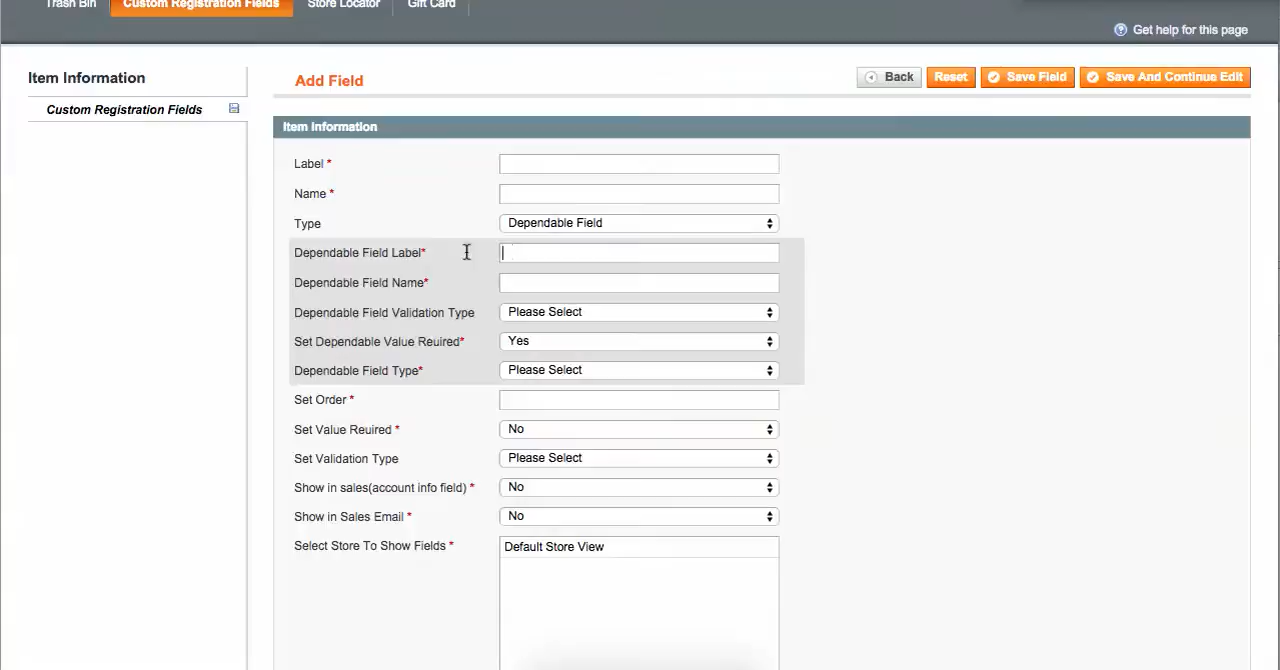 Trash Bin Custom Registration Fields Store Locator Gift Card
Get help for this page
Item Information
Custom Registration Fields
Add Field
Back Reset Save Field Save And Continue Edit
Item Information
Label *
Name *
Type Dependable Field
Dependable Field Label*
Dependable Field Name*
Dependable Field Validation Type Please Select
Set Dependable Value Reuired* Yes
Dependable Field Type* Please Select
Set Order *
Set Value Reuired * No
Set Validation Type Please Select
Show in sales(account info field) * No
Show in Sales Email * No
Select Store To Show Fields * Default Store View